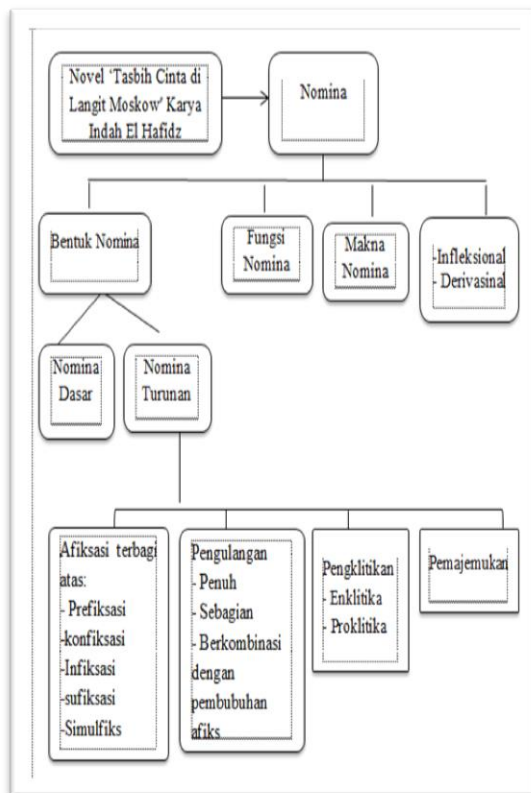 Novel 'Tasbih Cinta di
Langit Moskow' Karya
Indah El Hafidz
Nomina
Bentuk Nomina
Fungsi
Nomina
Makna
Nomina
-Infleksional
- Derivasinal
Nomina
Dasar
Nomina
Turunan
Afiksasi terbagi
atas:
- Prefiksasi
-konfiksasi
-Infiksasi
-sufiksasi
-Simulfiks
Pengulangan
- Penuh
- Sebagian
- Berkombinasi
dengan
pembubuhan
afiks
Pengklitikan
- Enklitika
- Proklitika
Pemajemukan